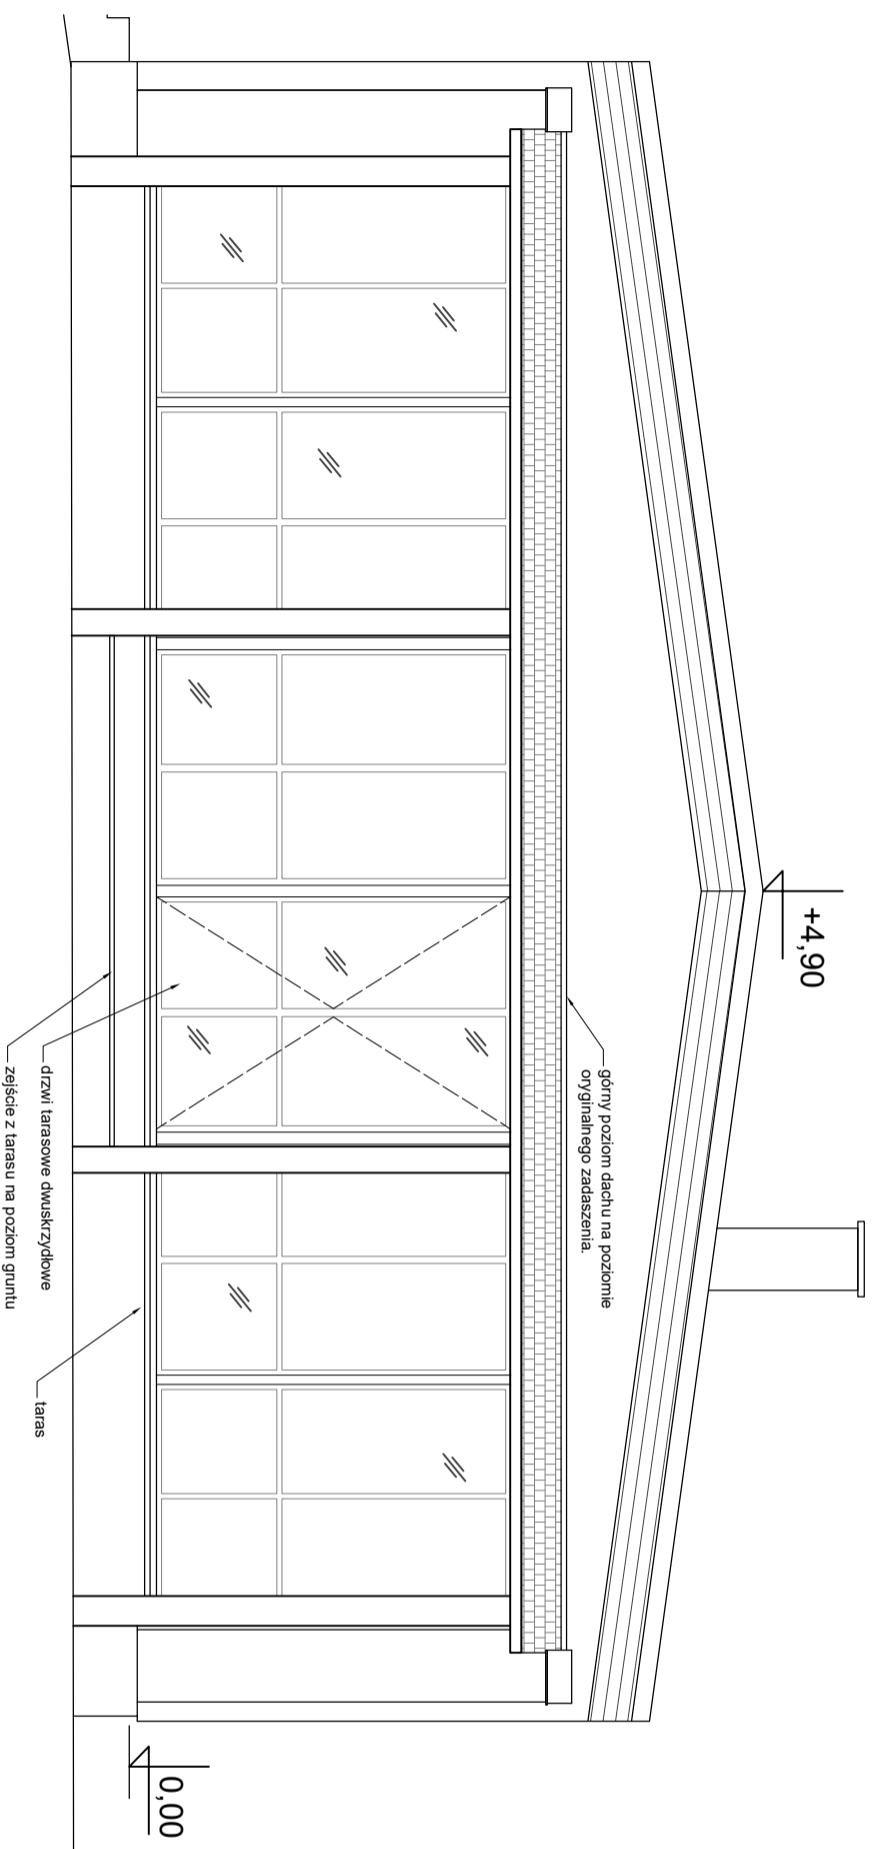 +4,90
górny poziom dachu na poziomie
oryginalnego zadaszenia.
0,00
drzwi tarasowe dwuskrzydłowe
taras
zejście z tarasu na poziom gruntu